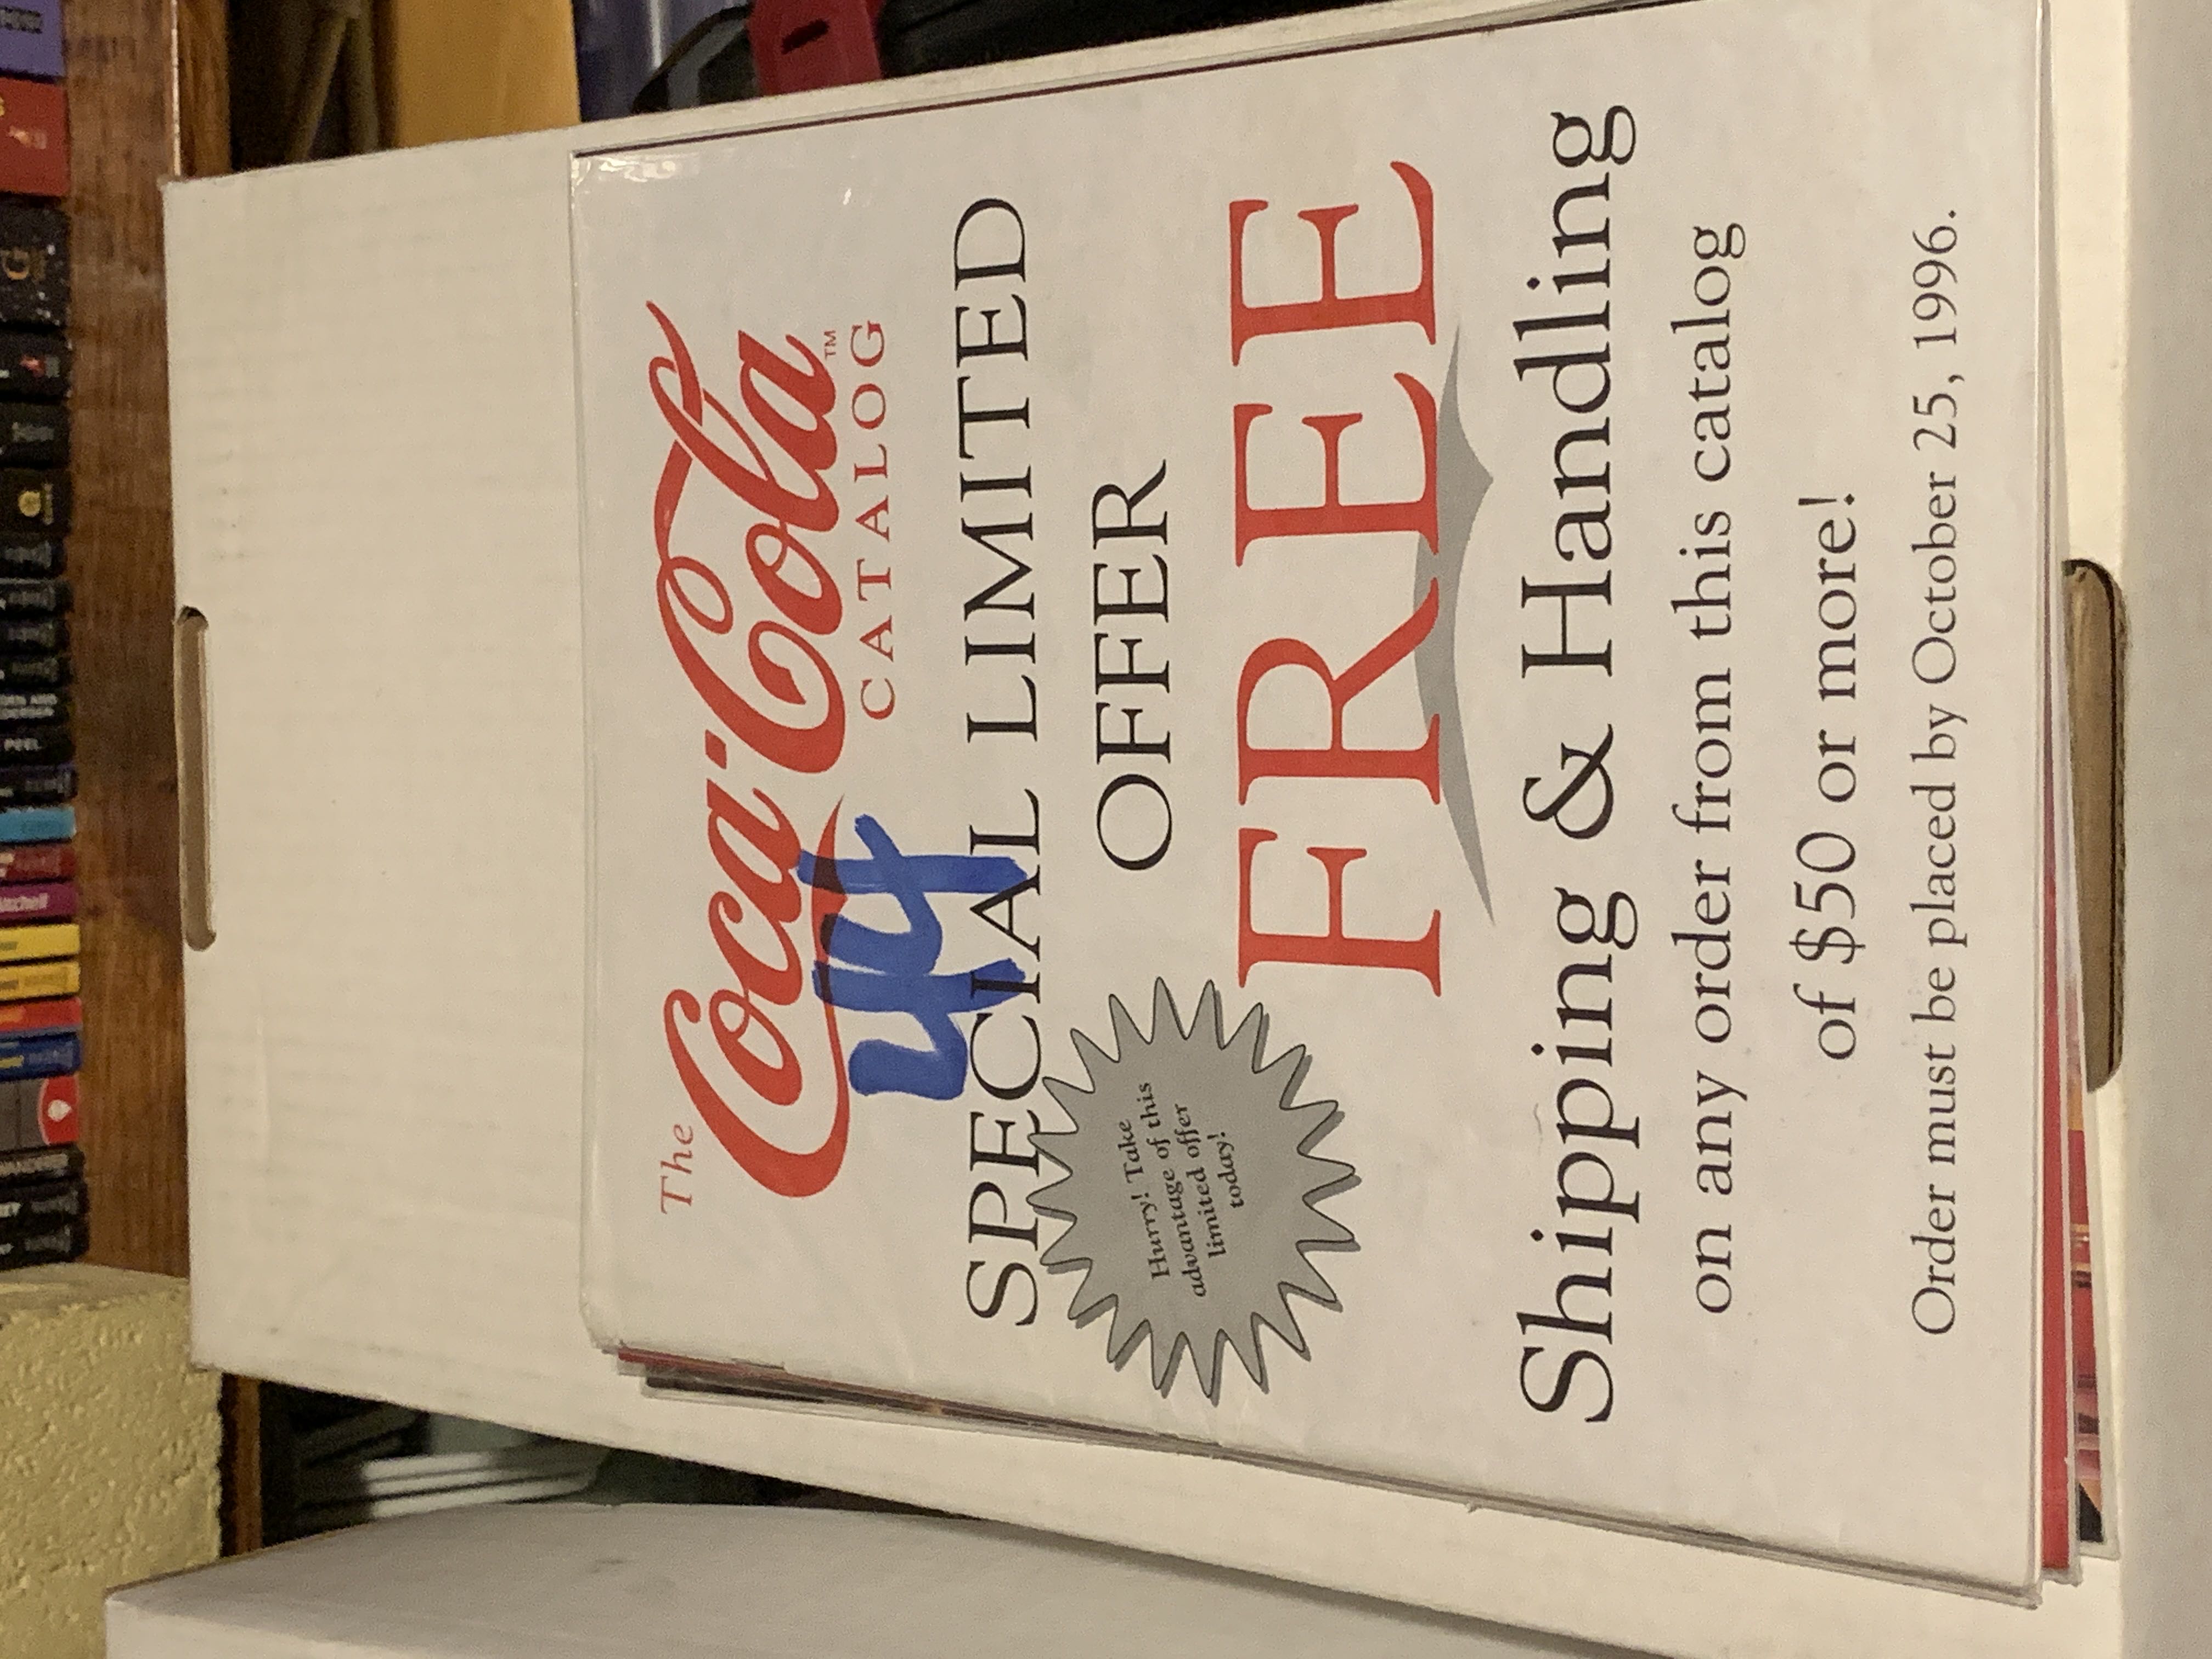 The
Coca-Cola™
CATALOG
44
SPECIAL LIMITED
OFFER
Hurry! Take
advantage of this
limited offer
today!
FREE
Shipping & Handling
on any order from this catalog
of $50 or more!
Order must be placed by October 25, 1996.
PEEL